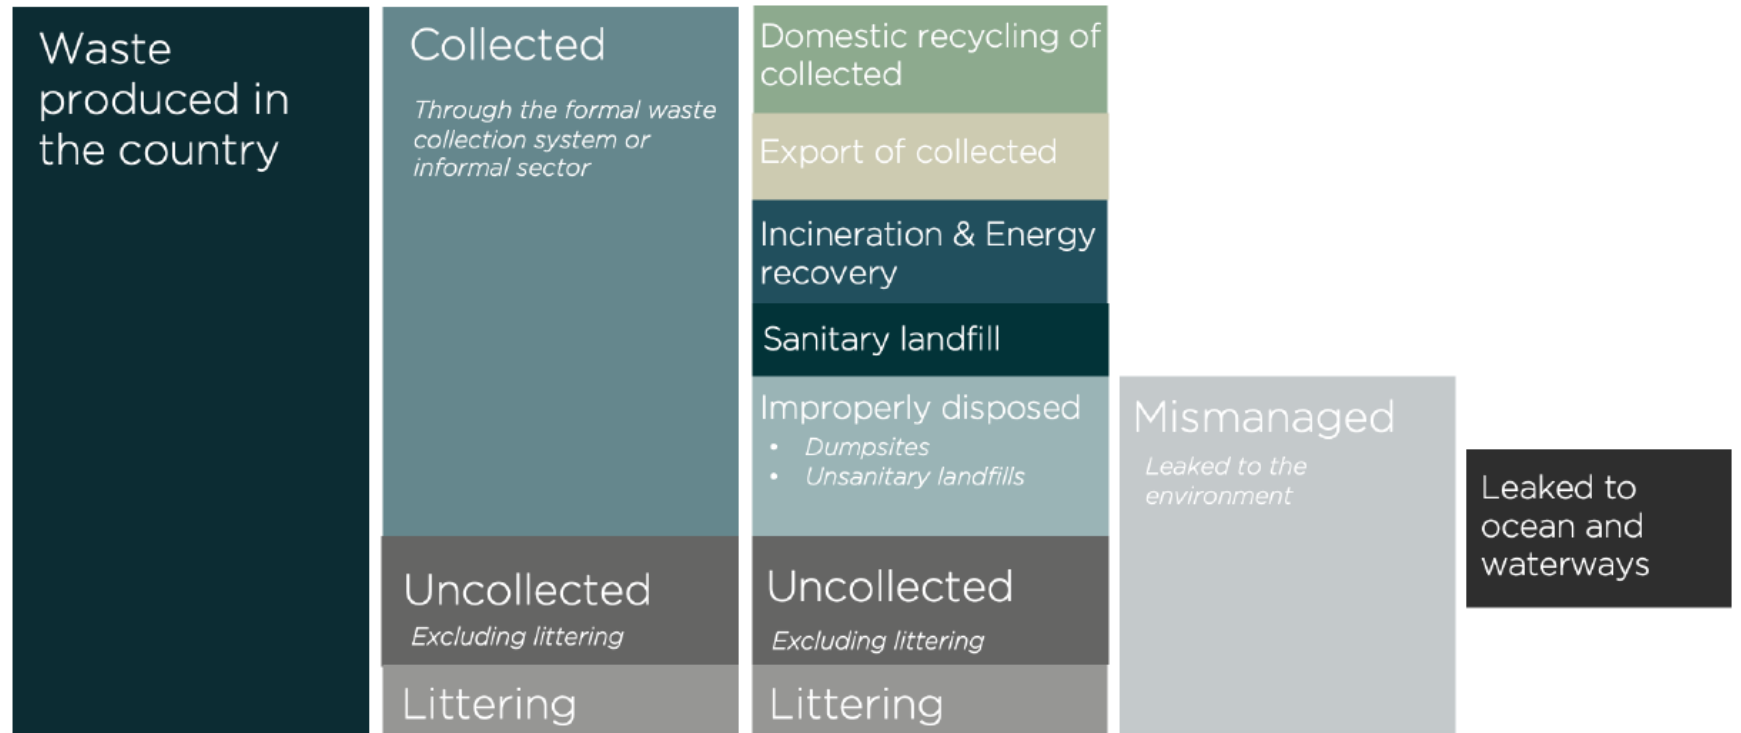 Waste
produced in
the country
Collected
Through the formal waste
collection system or
informal sector
Uncollected
Excluding littering
Littering
Domestic recycling of
collected
Export of collected
Incineration & Energy
recovery
Sanitary landfill
Improperly disposed
• Dumpsites
• Unsanitary landfills
Uncollected
Excluding littering
Littering
Mismanaged
Leaked to the
environment
Leaked to
ocean and
waterways